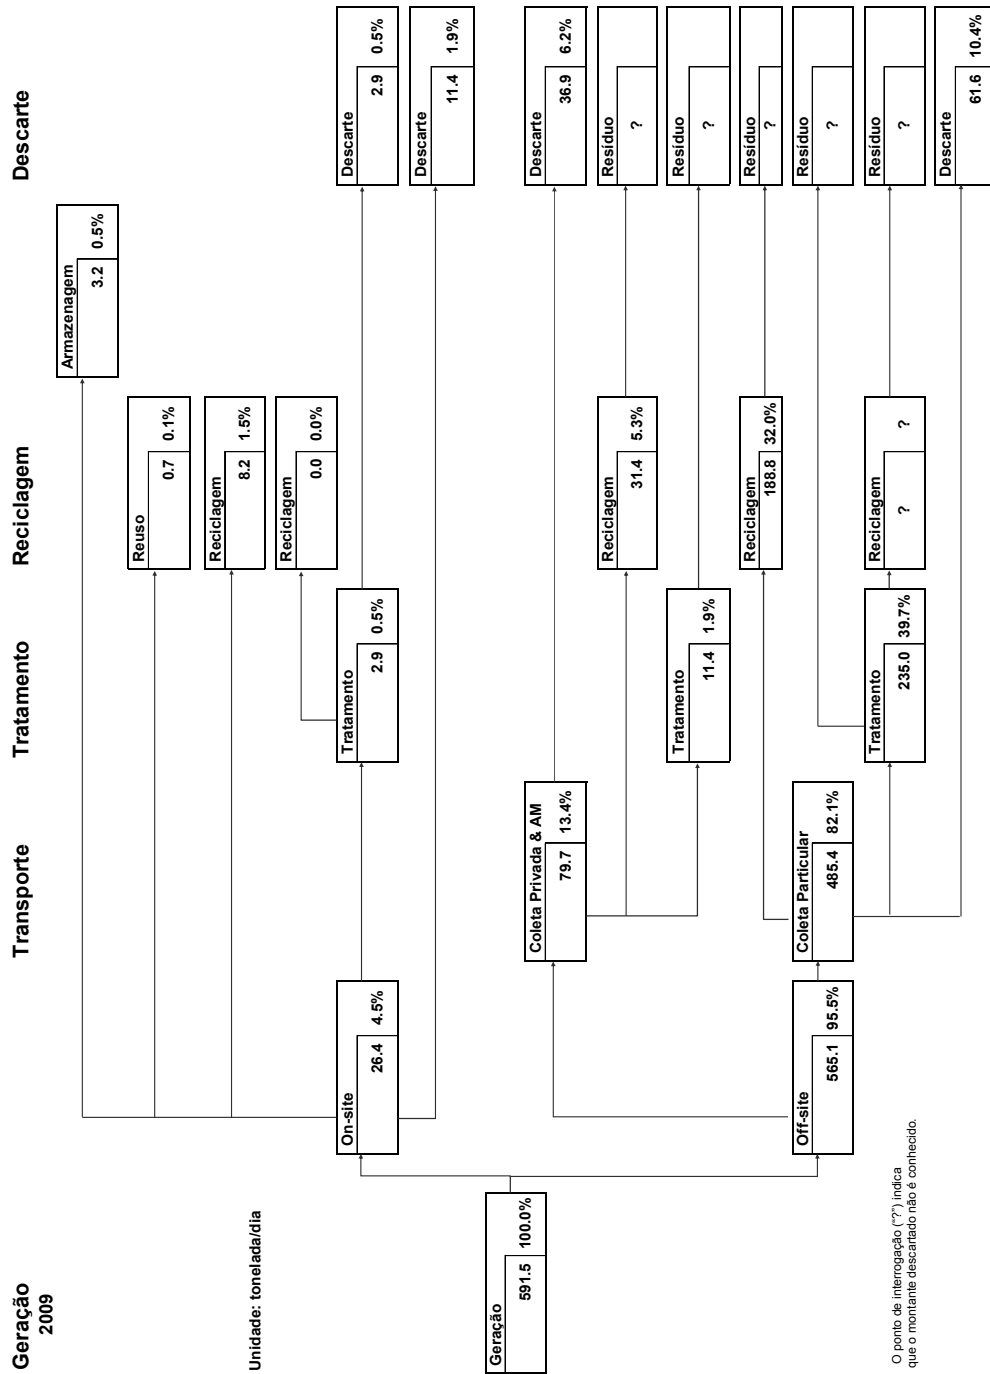 Geração
2009
Transporte
Tratamento
Reciclagem
Descarte
Unidade: tonelada/dia
Armazenagem
3.2 0.5%
Reuso
0.7 0.1%
Reciclagem
8.2 1.5%
Reciclagem
0.0 0.0%
On-site
26.4 4.5%
Tratamento
2.9 0.5%
Descarte
2.9 0.5%
Descarte
11.4 1.9%
Geração
591.5 100.0%
Coleta Privada & AM
79.7 13.4%
Descarte
36.9 6.2%
Reciclagem
31.4 5.3%
Resíduo
?
Tratamento
11.4 1.9%
Resíduo
?
Reciclagem
188.8 32.0%
Resíduo
?
Off-site
565.1 95.5%
Coleta Particular
485.4 82.1%
Resíduo
?
Tratamento
235.0 39.7%
Reciclagem
? ?
Resíduo
?
Descarte
61.6 10.4%
O ponto de interrogação ("?") indica
que o montante descartado não é conhecido.